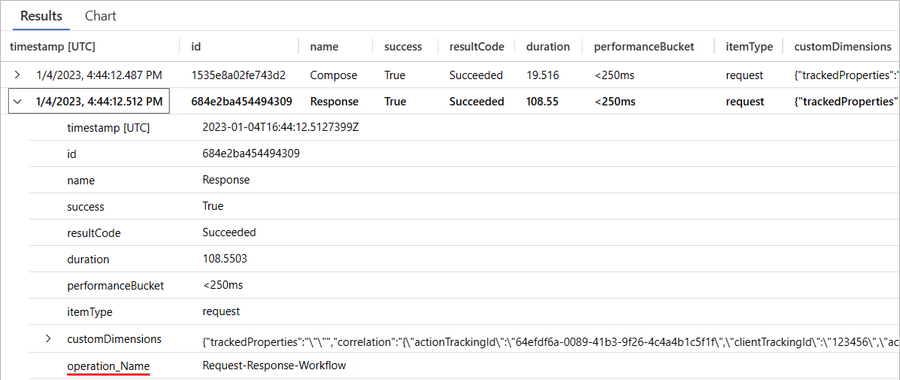 Results Chart
timestamp [UTC] id name success resultCode duration performanceBucket itemType customDimensions
1/4/2023, 4:44:12.487 PM 1535e8a02fe743d2 Compose True Succeeded 19.516 <250ms request {"trackedProperties":"
1/4/2023, 4:44:12.512 PM 684e2ba454494309 Response True Succeeded 108.55 <250ms request {"trackedProperties"
timestamp [UTC] 2023-01-04T16:44:12.5127399Z
id 684e2ba454494309
name Response
success True
resultCode Succeeded
duration 108.5503
performanceBucket <250ms
itemType request
customDimensions {"trackedProperties":"\"\"","correlation":"{\"actionTrackingId\":\"64efdf6a-0089-41b3-9f26-4c4a4b1c5f1f\",\"clientTrackingId\":\"123456\",\"ac
operation_Name Request-Response-Workflow